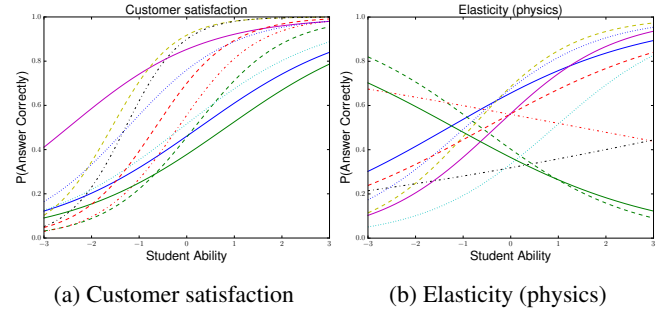 Customer satisfaction
P(Answer Correctly)
1.0
0.8
0.6
0.4
0.2
0.0
−3 −2 −1 0 1 2 3
Student Ability
Elasticity (physics)
P(Answer Correctly)
1.0
0.8
0.6
0.4
0.2
0.0
−3 −2 −1 0 1 2 3
Student Ability
(a) Customer satisfaction
(b) Elasticity (physics)